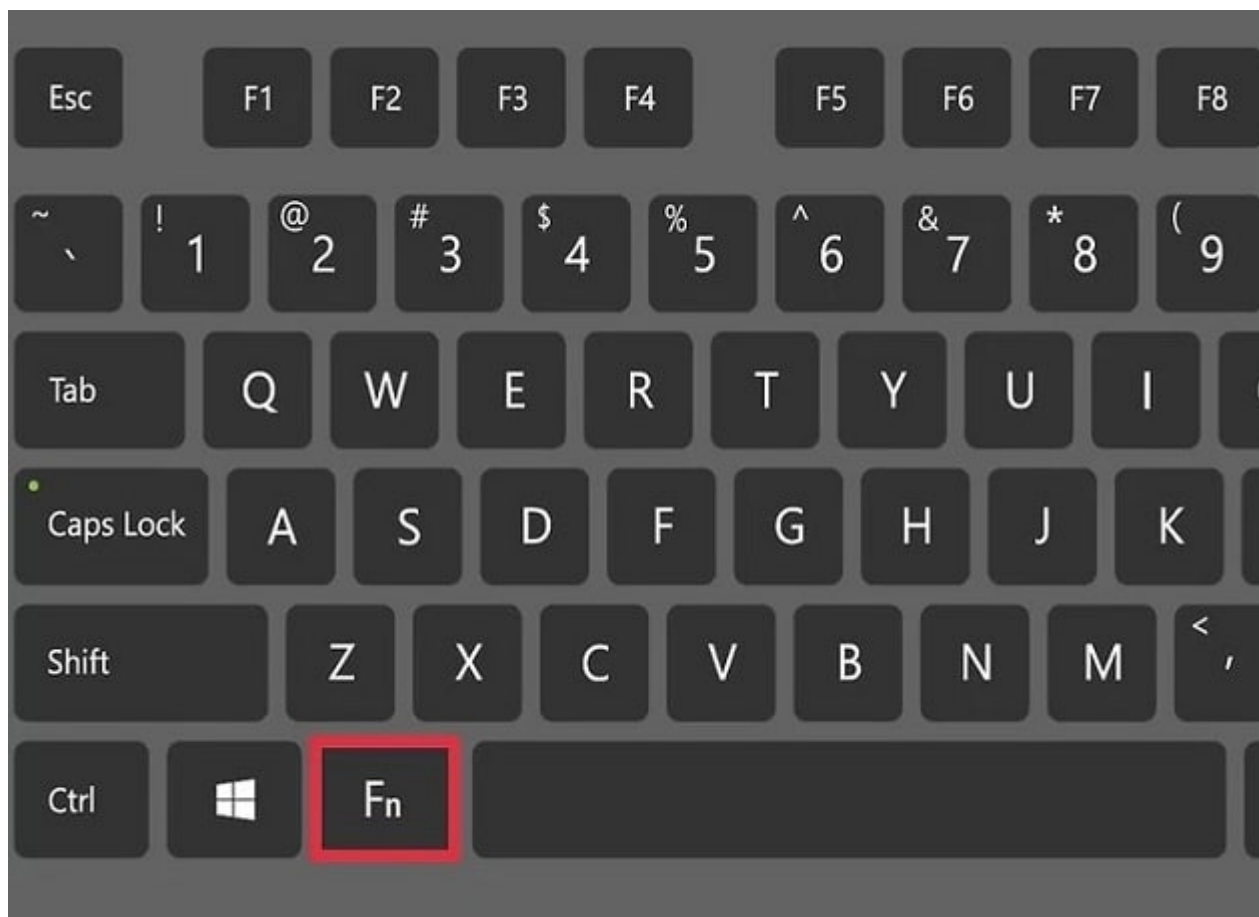 Esc F1 F2 F3 F4 F5 F6 F7 F8
~ ` ! 1 @ 2 # 3 $ 4 % 5 ^ 6 & 7 * 8 ( 9
Tab Q W E R T Y U I
Caps Lock A S D F G H J K
Shift Z X C V B N M < ,
Ctrl Fn